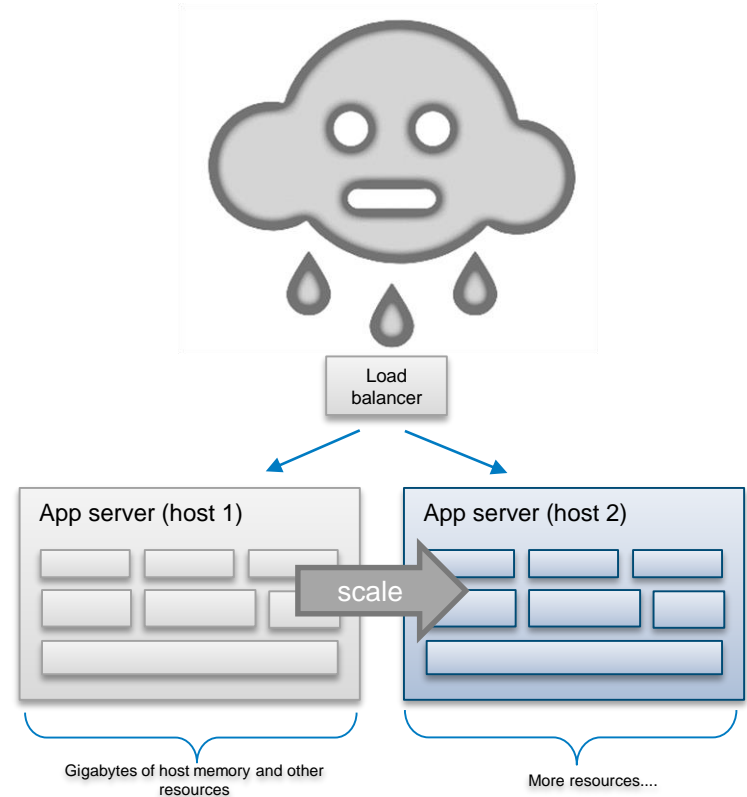 Load
balancer
App server (host 1)
App server (host 2)
scale
Gigabytes of host memory and other
resources
More resources....